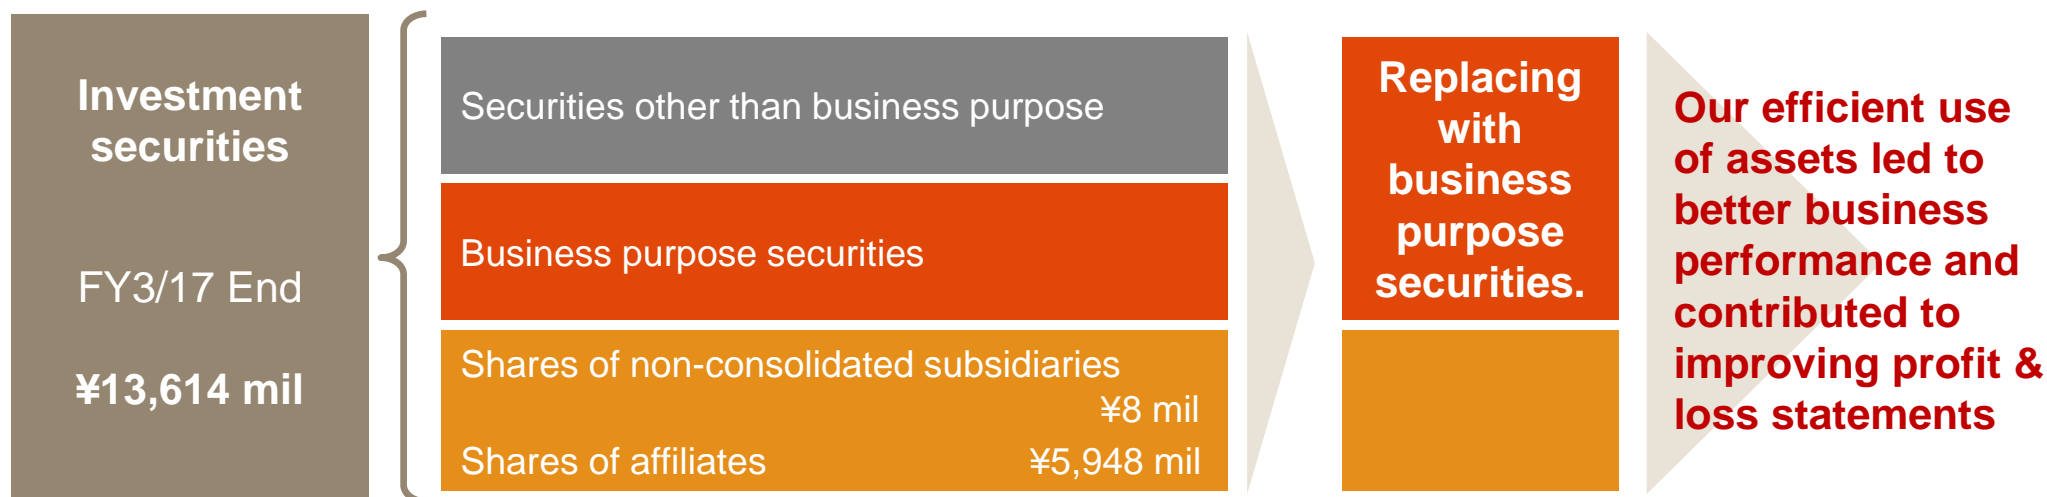 Investment
securities
FY3/17 End
¥13,614 mil
Securities other than business purpose
Business purpose securities
Shares of non-consolidated subsidiaries
¥8 mil
Shares of affiliates ¥5,948 mil
Replacing
with
business
purpose
securities.
Our efficient use
of assets led to
better business
performance and
contributed to
improving profit &
loss statements